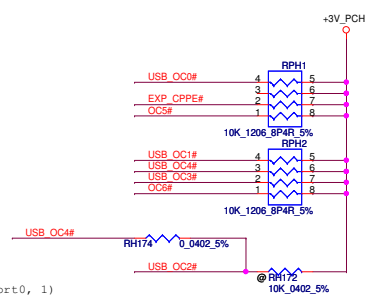 +3V_PCH
RPH1
USB_OC0# 4 5
3 6
EXP_CPPE# 2 7
OC5# 1 8
10K_1206_8P4R_5%
RPH2
USB_OC1# 4 5
USB_OC4# 3 6
USB_OC3# 2 7
OC6# 1 8
10K_1206_8P4R_5%
USB_OC4#
RH174 0_0402_5%
USB_OC2# @ RH172
10K_0402_5%
ort0, 1)